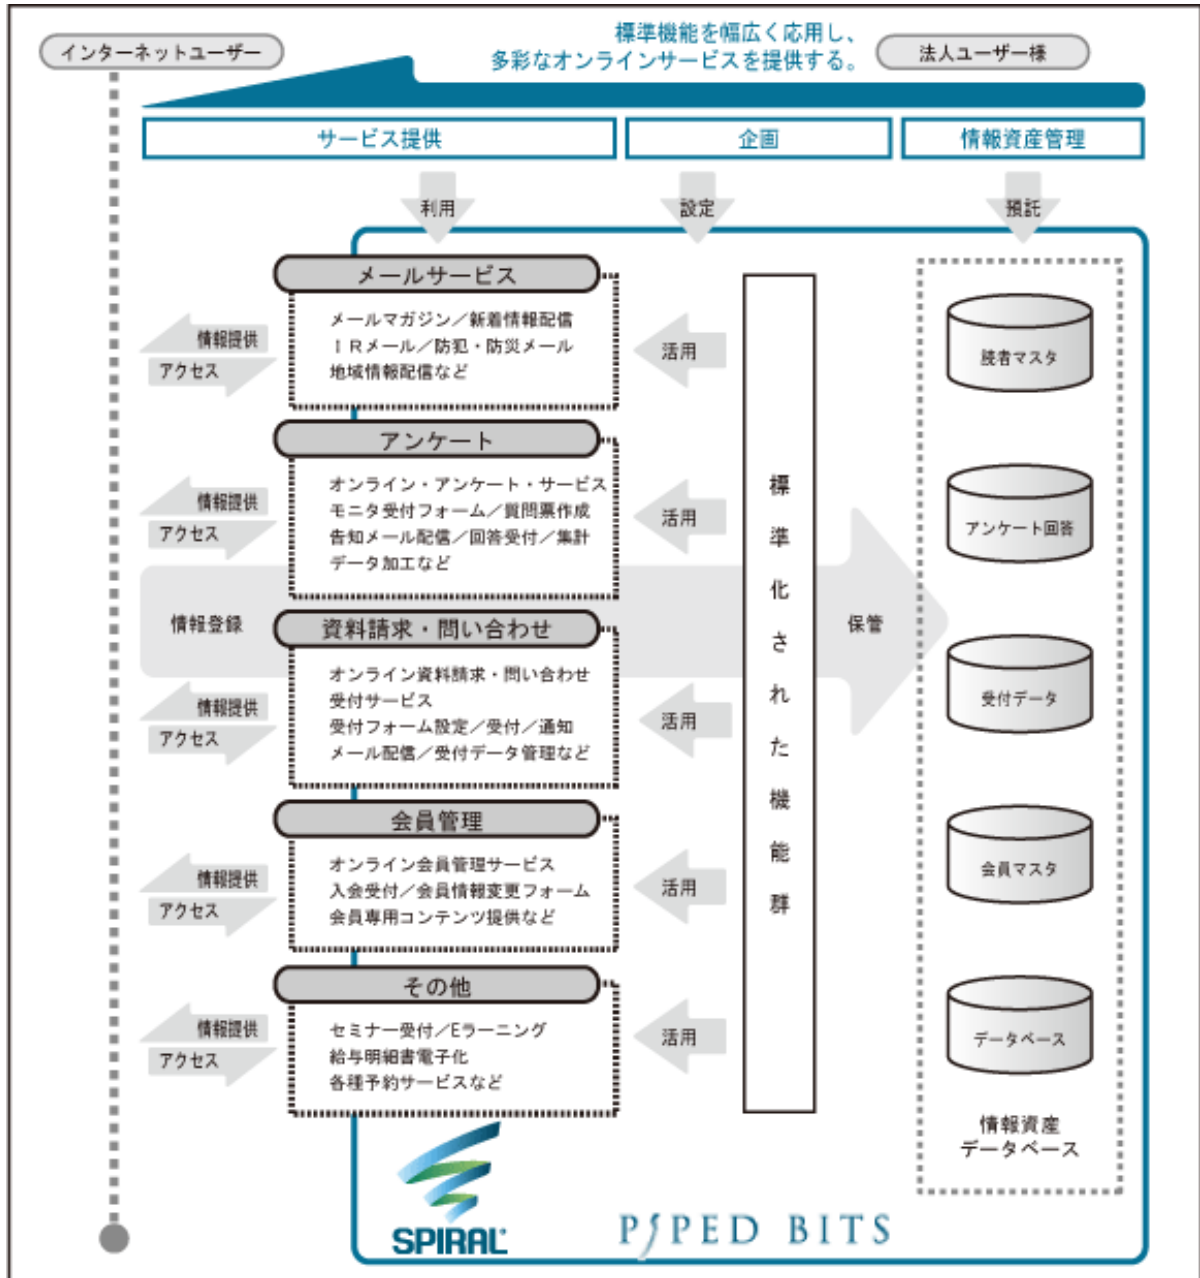 インターネットユーザー
標準機能を幅広く応用し、
多彩なオンラインサービスを提供する。
法人ユーザー様
サービス提供
企画
情報資産管理
利用
設定
預託
メールサービス
メールマガジン／新着情報配信
ＩＲメール／防犯・防災メール
地域情報配信など
情報提供
アクセス
活用
読者マスタ
アンケート
オンライン・アンケート・サービス
モニタ受付フォーム／質問票作成
告知メール配信／回答受付／集計
データ加工など
情報提供
アクセス
活用
アンケート回答
標準化された機能群
情報登録
保管
資料請求・問い合わせ
オンライン資料請求・問い合わせ
受付サービス
受付フォーム設定／受付／通知
メール配信／受付データ管理など
情報提供
アクセス
活用
受付データ
会員管理
オンライン会員管理サービス
入会受付／会員情報変更フォーム
会員専用コンテンツ提供など
情報提供
アクセス
活用
会員マスタ
その他
セミナー受付／Eラーニング
給与明細書電子化
各種予約サービスなど
情報提供
アクセス
活用
データベース
情報資産
データベース
SPIRAL
PIPED BITS